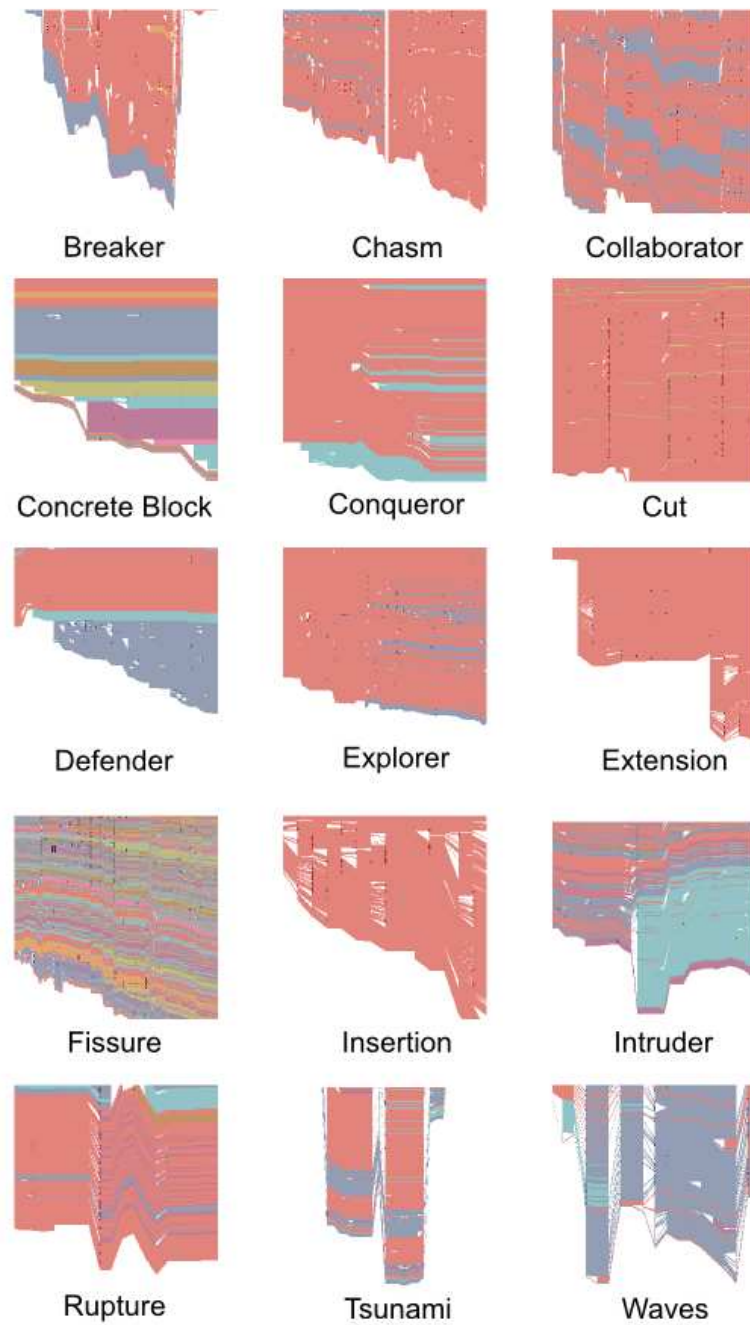 Breaker Chasm Collaborator
Concrete Block Conqueror Cut
Defender Explorer Extension
Fissure Insertion Intruder
Rupture Tsunami Waves